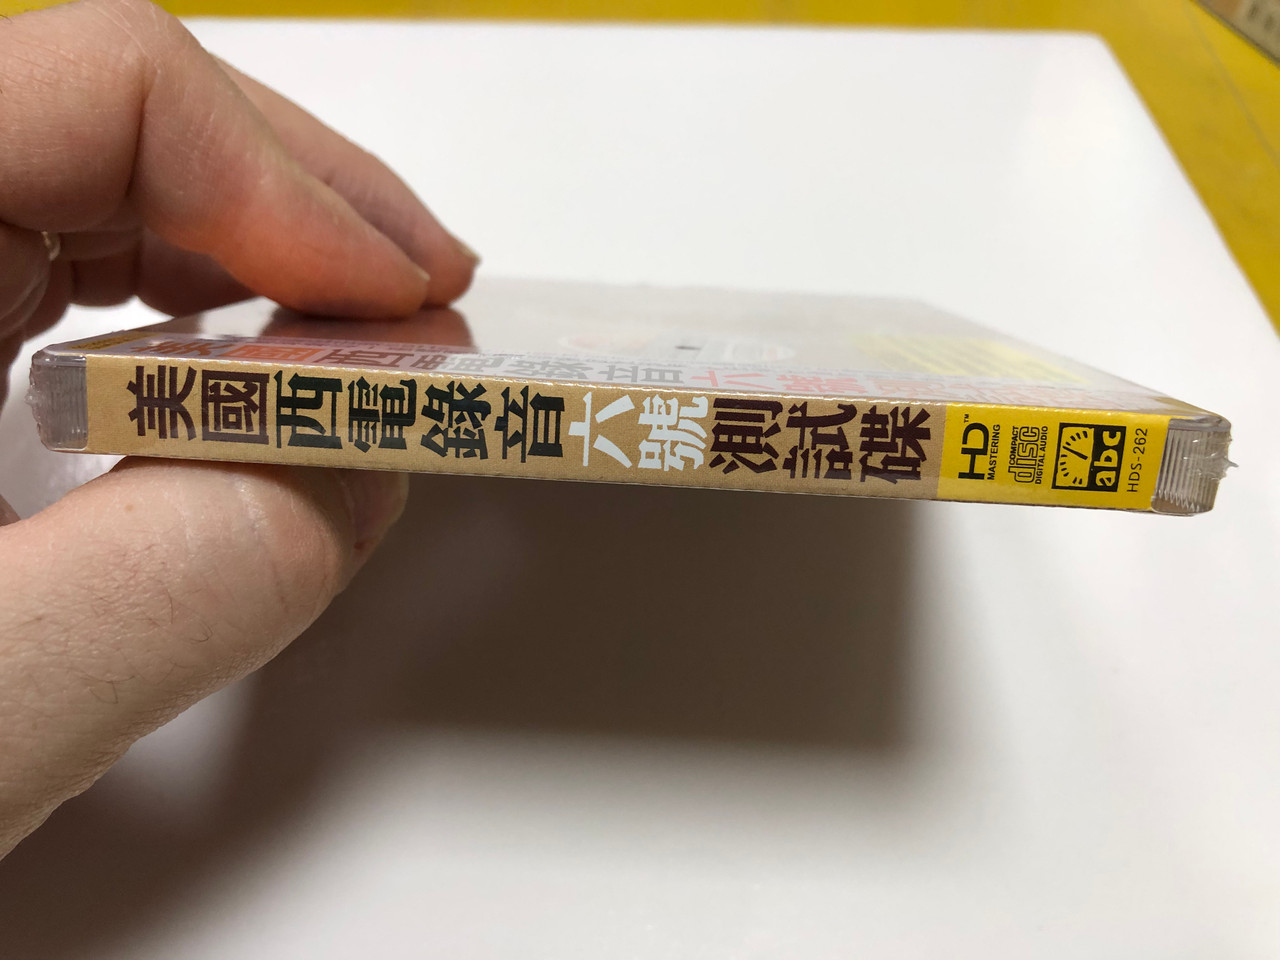 美國西電錄音六號測試碟
HD™
MASTERING
COMPACT
disc
DIGITAL AUDIO
abc
HDS-262